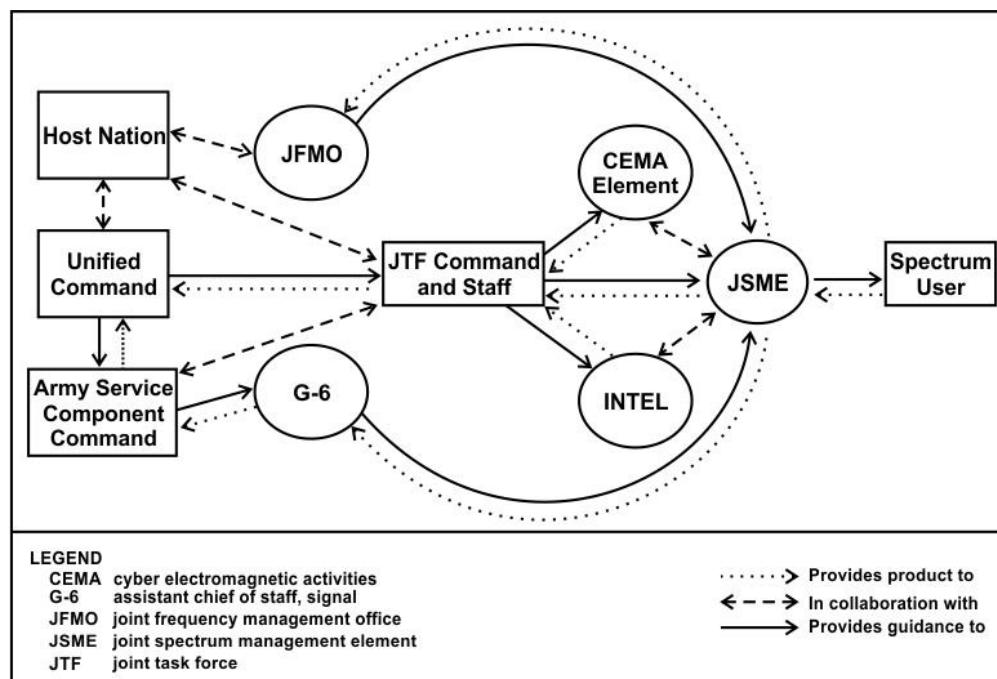 Host Nation
JFMO
CEMA
Element
Unified
Command
JTF Command
and Staff
JSME
Spectrum
User
Army Service
Component
Command
G-6
INTEL
LEGEND
CEMA cyber electromagnetic activities
G-6 assistant chief of staff, signal
JFMO joint frequency management office
JSME joint spectrum management element
JTF joint task force
Provides product to
In collaboration with
Provides guidance to